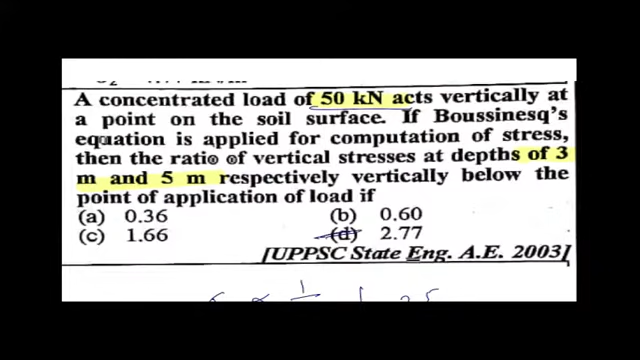 A concentrated load of 50 kN acts vertically at
a point on the soil surface. If Boussinesq's
equation is applied for computation of stress,
then the ratio of vertical stresses at depths of 3
m and 5 m respectively vertically below the
point of application of load if
(a) 0.36 (b) 0.60
(c) 1.66 (d) 2.77
[UPPSC State Eng. A.E. 2003]